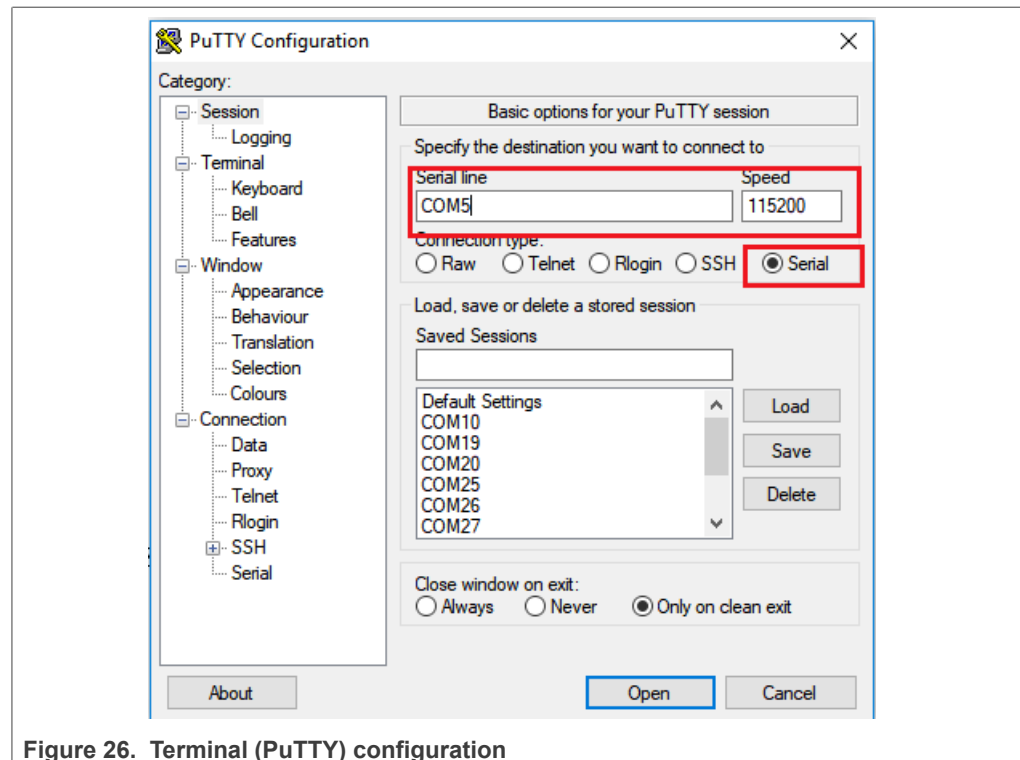 PuTTY Configuration
Category:
Session
Logging
Terminal
Keyboard
Bell
Features
Window
Appearance
Behaviour
Translation
Selection
Colours
Connection
Data
Proxy
Telnet
Rlogin
SSH
Serial
Basic options for your PuTTY session
Specify the destination you want to connect to
Serial line Speed
COM5 115200
Connection type:
Raw Telnet Rlogin SSH Serial
Load, save or delete a stored session
Saved Sessions
Default Settings
COM10
COM19
COM20
COM25
COM26
COM27
Load
Save
Delete
Close window on exit:
Always Never Only on clean exit
About Open Cancel
Figure 26. Terminal (PuTTY) configuration